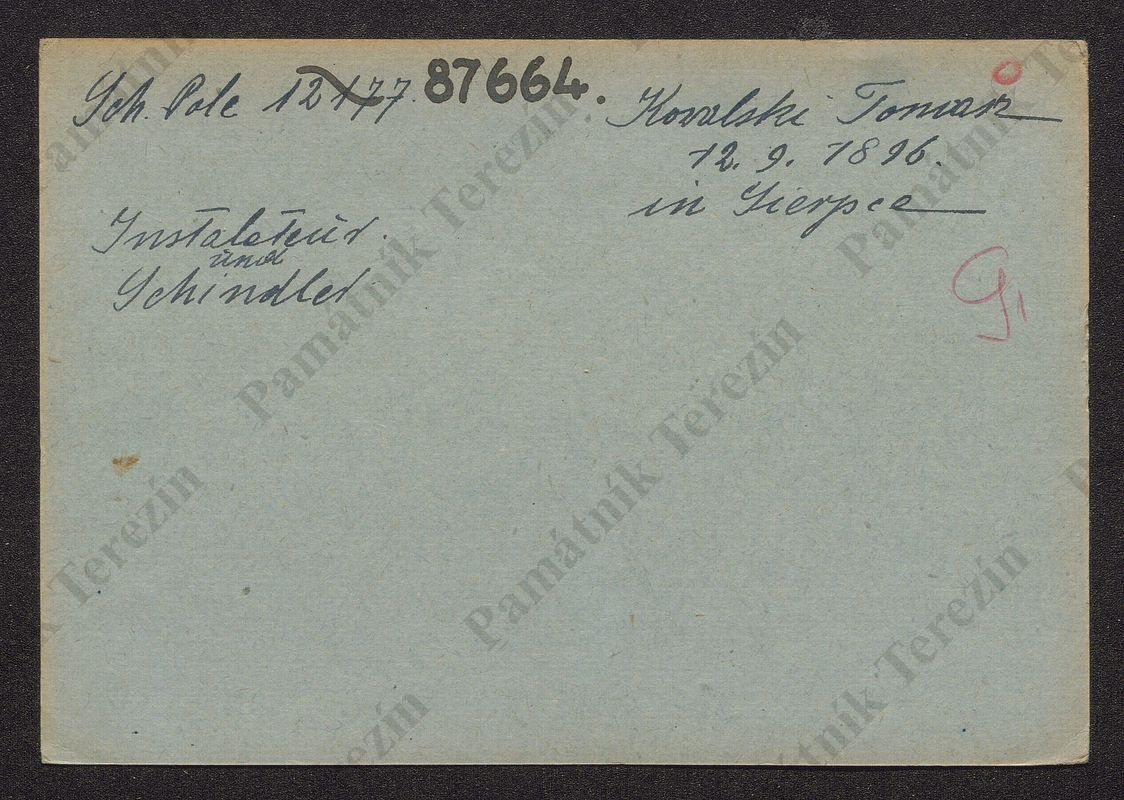 Sch. Pole 12177. 87664.
Kowalski Tomasz
12. 9. 1896.
in Sierpce
Instalateur.
und
Schindler
Památník Terezín